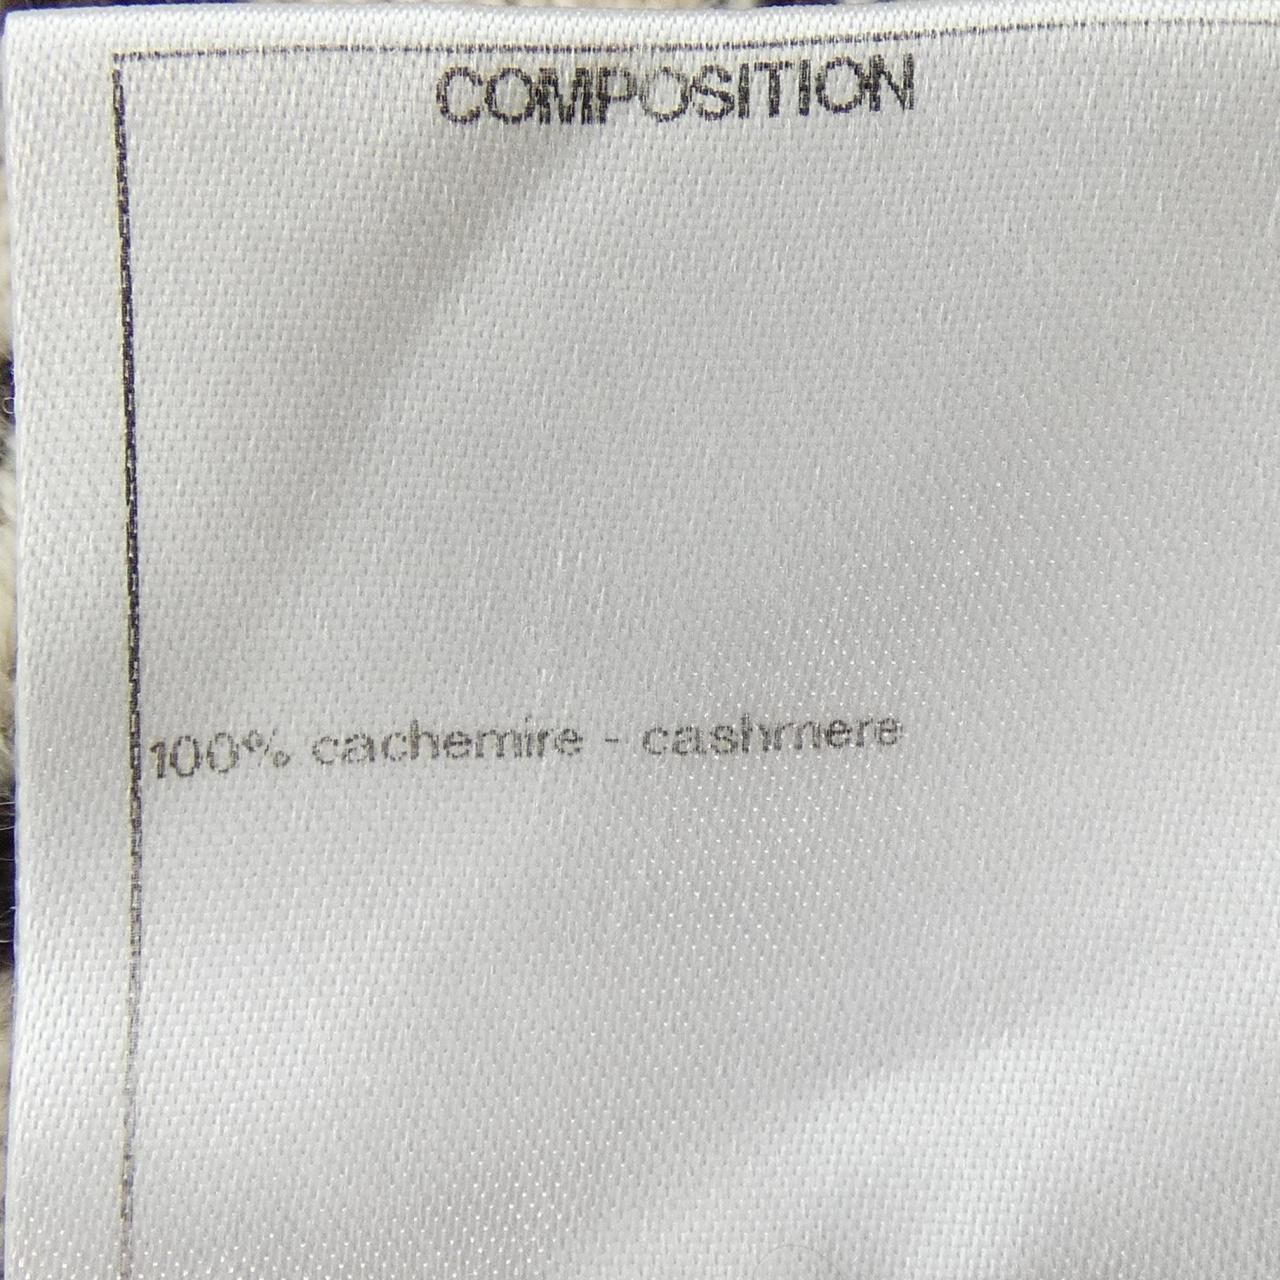 COMPOSITION
100% cachemire - cashmere